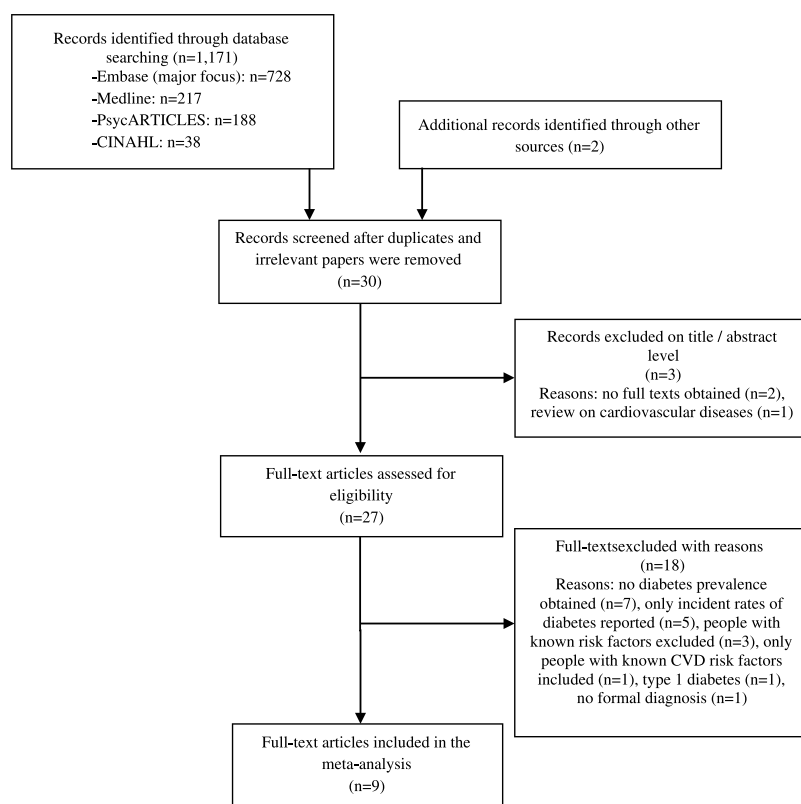 Records identified through database
searching (n=1,171)
-Embase (major focus): n=728
-Medline: n=217
-PsycARTICLES: n=188
-CINAHL: n=38
Additional records identified through other
sources (n=2)
Records screened after duplicates and
irrelevant papers were removed
(n=30)
Records excluded on title / abstract
level
(n=3)
Reasons: no full texts obtained (n=2),
review on cardiovascular diseases (n=1)
Full-text articles assessed for
eligibility
(n=27)
Full-textsexcluded with reasons
(n=18)
Reasons: no diabetes prevalence
obtained (n=7), only incident rates of
diabetes reported (n=5), people with
known risk factors excluded (n=3), only
people with known CVD risk factors
included (n=1), type 1 diabetes (n=1),
no formal diagnosis (n=1)
Full-text articles included in the
meta-analysis
(n=9)